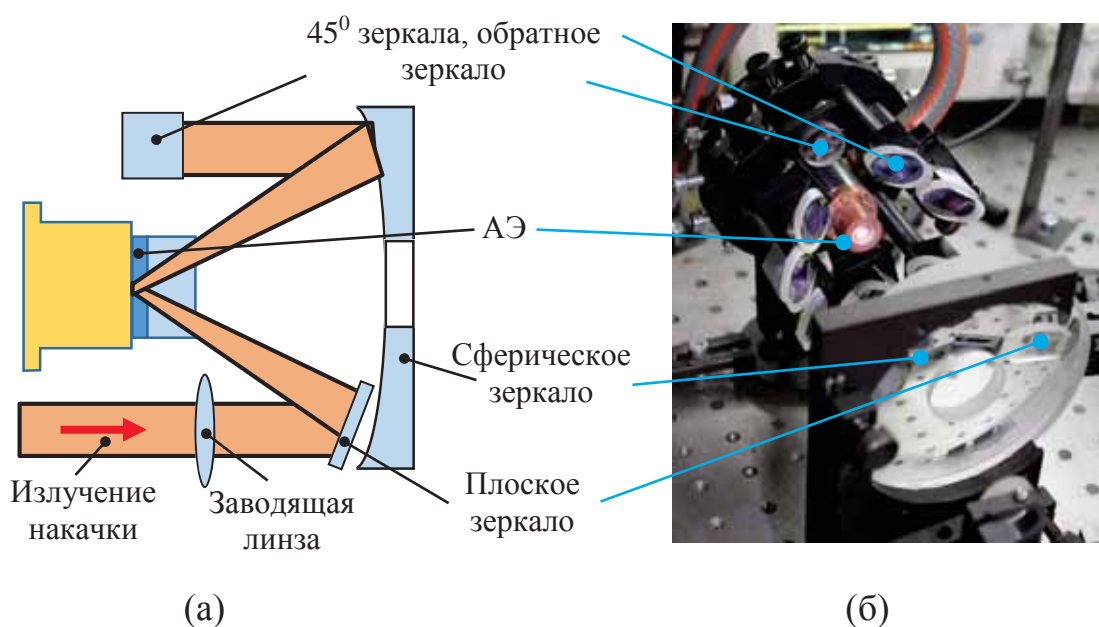 45⁰ зеркала, обратное
зеркало
АЭ
Сферическое
зеркало
Излучение
накачки
Заводящая
линза
Плоское
зеркало
(а)
(б)